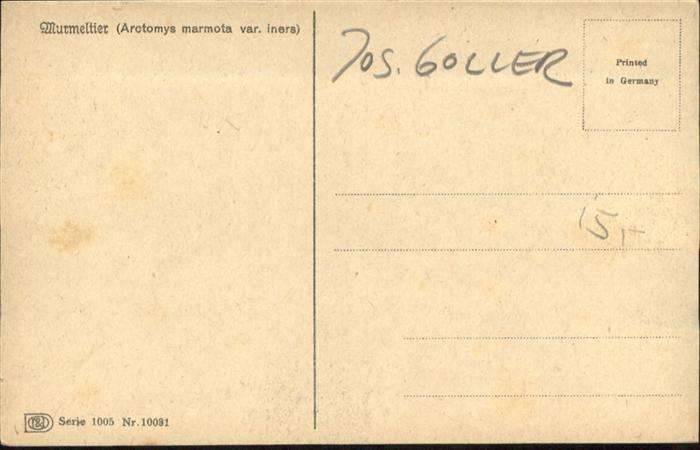 Murmeltier (Arctomys marmota var. iners)
JOS. GOLLER
Printed
in Germany
15,-
Serie 1005 Nr. 10031